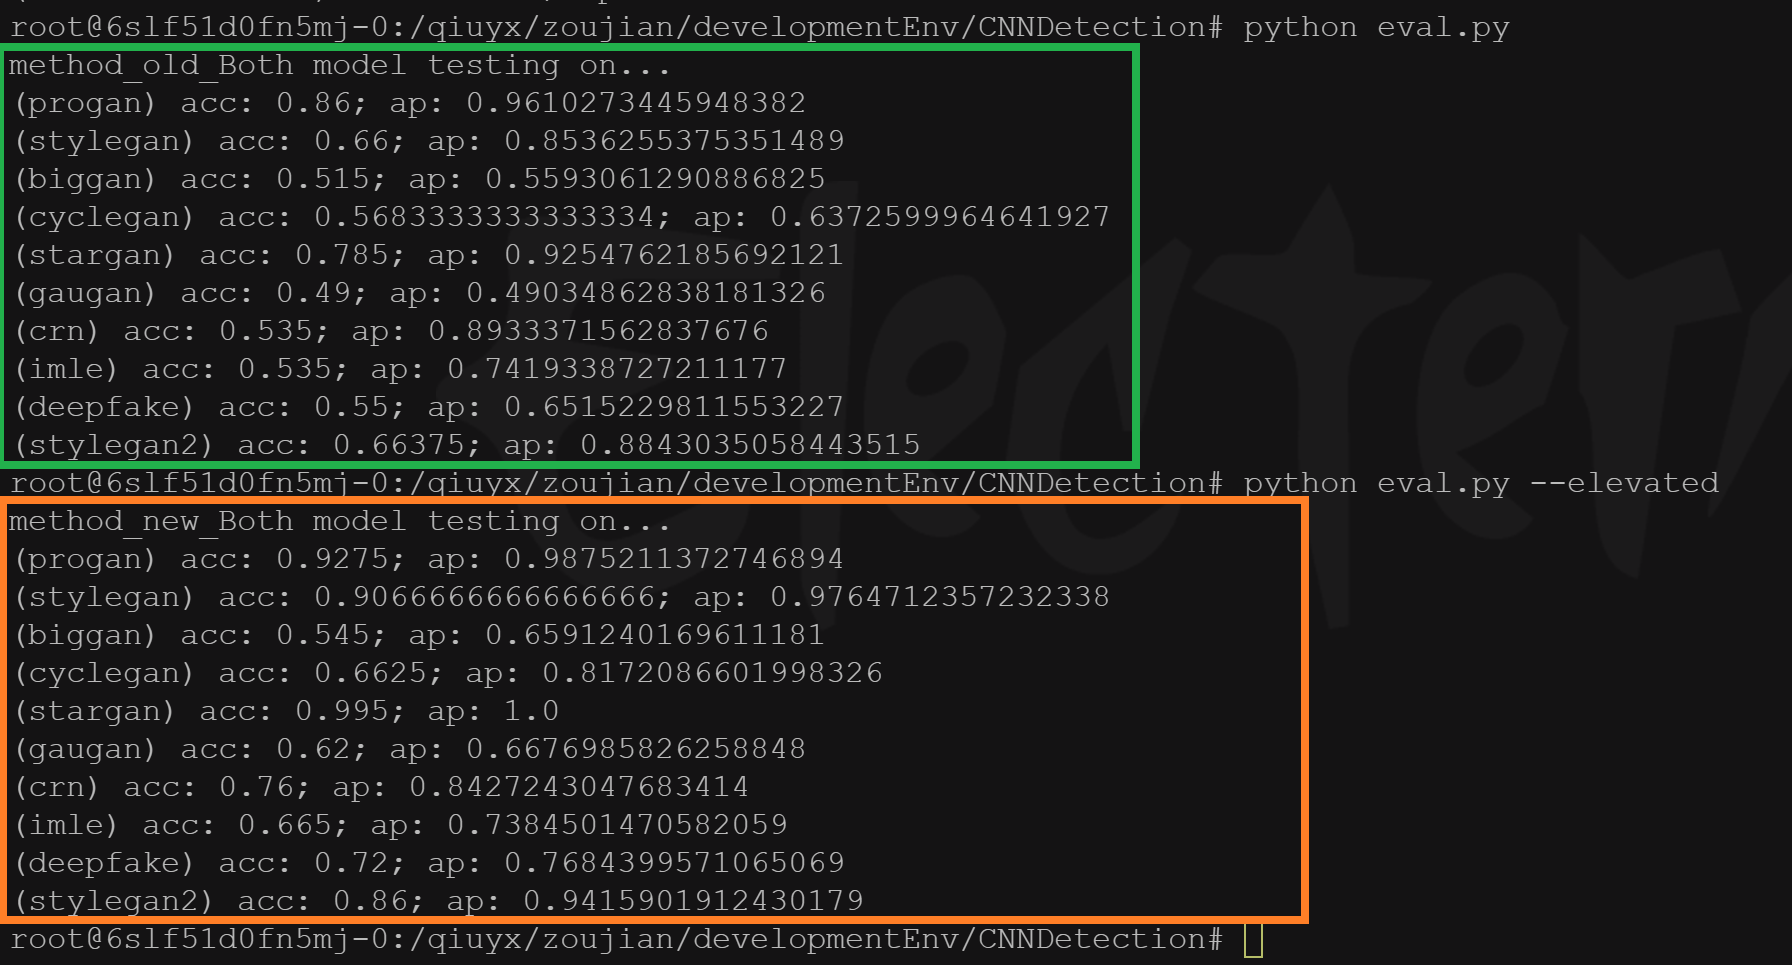 root@6slf51d0fn5mj-0:/qiuyx/zoujian/developmentEnv/CNNDetection# python eval.py
method_old_Both model testing on...
(progan) acc: 0.86; ap: 0.9610273445948382
(stylegan) acc: 0.66; ap: 0.8536255375351489
(biggan) acc: 0.515; ap: 0.5593061290886825
(cyclegan) acc: 0.5683333333333334; ap: 0.6372599964641927
(stargan) acc: 0.785; ap: 0.9254762185692121
(gaugan) acc: 0.49; ap: 0.49034862838181326
(crn) acc: 0.535; ap: 0.8933371562837676
(imle) acc: 0.535; ap: 0.7419338727211177
(deepfake) acc: 0.55; ap: 0.6515229811553227
(stylegan2) acc: 0.66375; ap: 0.8843035058443515
root@6slf51d0fn5mj-0:/qiuyx/zoujian/developmentEnv/CNNDetection# python eval.py --elevated
method_new_Both model testing on...
(progan) acc: 0.9275; ap: 0.9875211372746894
(stylegan) acc: 0.9066666666666666; ap: 0.9764712357232338
(biggan) acc: 0.545; ap: 0.6591240169611181
(cyclegan) acc: 0.6625; ap: 0.8172086601998326
(stargan) acc: 0.995; ap: 1.0
(gaugan) acc: 0.62; ap: 0.6676985826258848
(crn) acc: 0.76; ap: 0.8427243047683414
(imle) acc: 0.665; ap: 0.7384501470582059
(deepfake) acc: 0.72; ap: 0.7684399571065069
(stylegan2) acc: 0.86; ap: 0.9415901912430179
root@6slf51d0fn5mj-0:/qiuyx/zoujian/developmentEnv/CNNDetection#